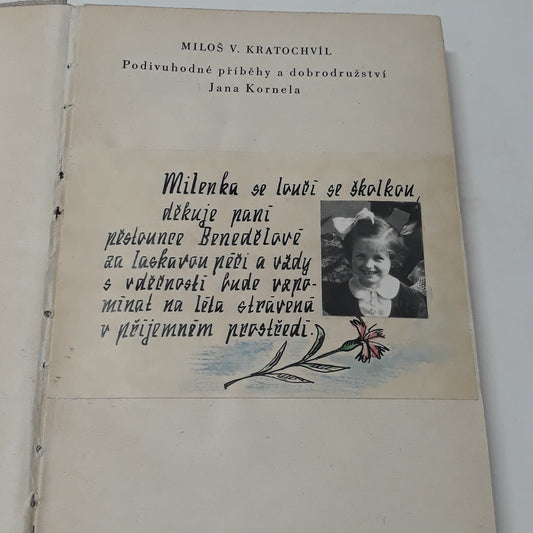 MILOŠ V. KRATOCHVÍL
Podivuhodné příběhy a dobrodružství
Jana Kornela
Milenka se loučí se školkou,
děkuje paní
pěstounce Benedělové
za laskavou péči a vždy
s vděčností bude vzpo-
mínat na léta strávená
v příjemném prostředí.